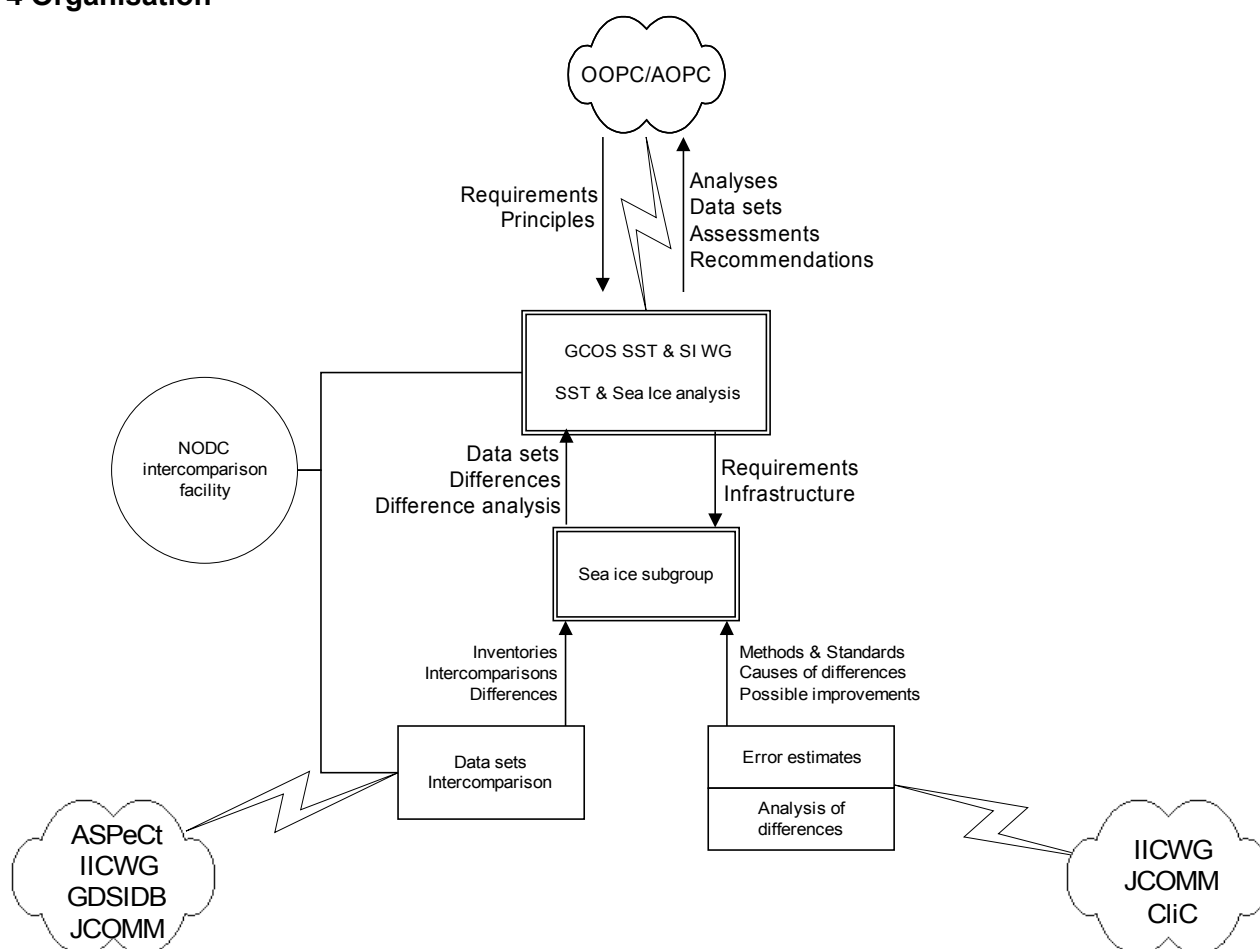 4 Organisation
OOPC/AOPC
Requirements
Principles
Analyses
Data sets
Assessments
Recommendations
GCOS SST & SI WG
SST & Sea Ice analysis
NODC
intercomparison
facility
Data sets
Differences
Difference analysis
Requirements
Infrastructure
Sea ice subgroup
Inventories
Intercomparisons
Differences
Methods & Standards
Causes of differences
Possible improvements
Data sets
Intercomparison
Error estimates
Analysis of
differences
ASPeCt
IICWG
GDSIDB
JCOMM
IICWG
JCOMM
CliC